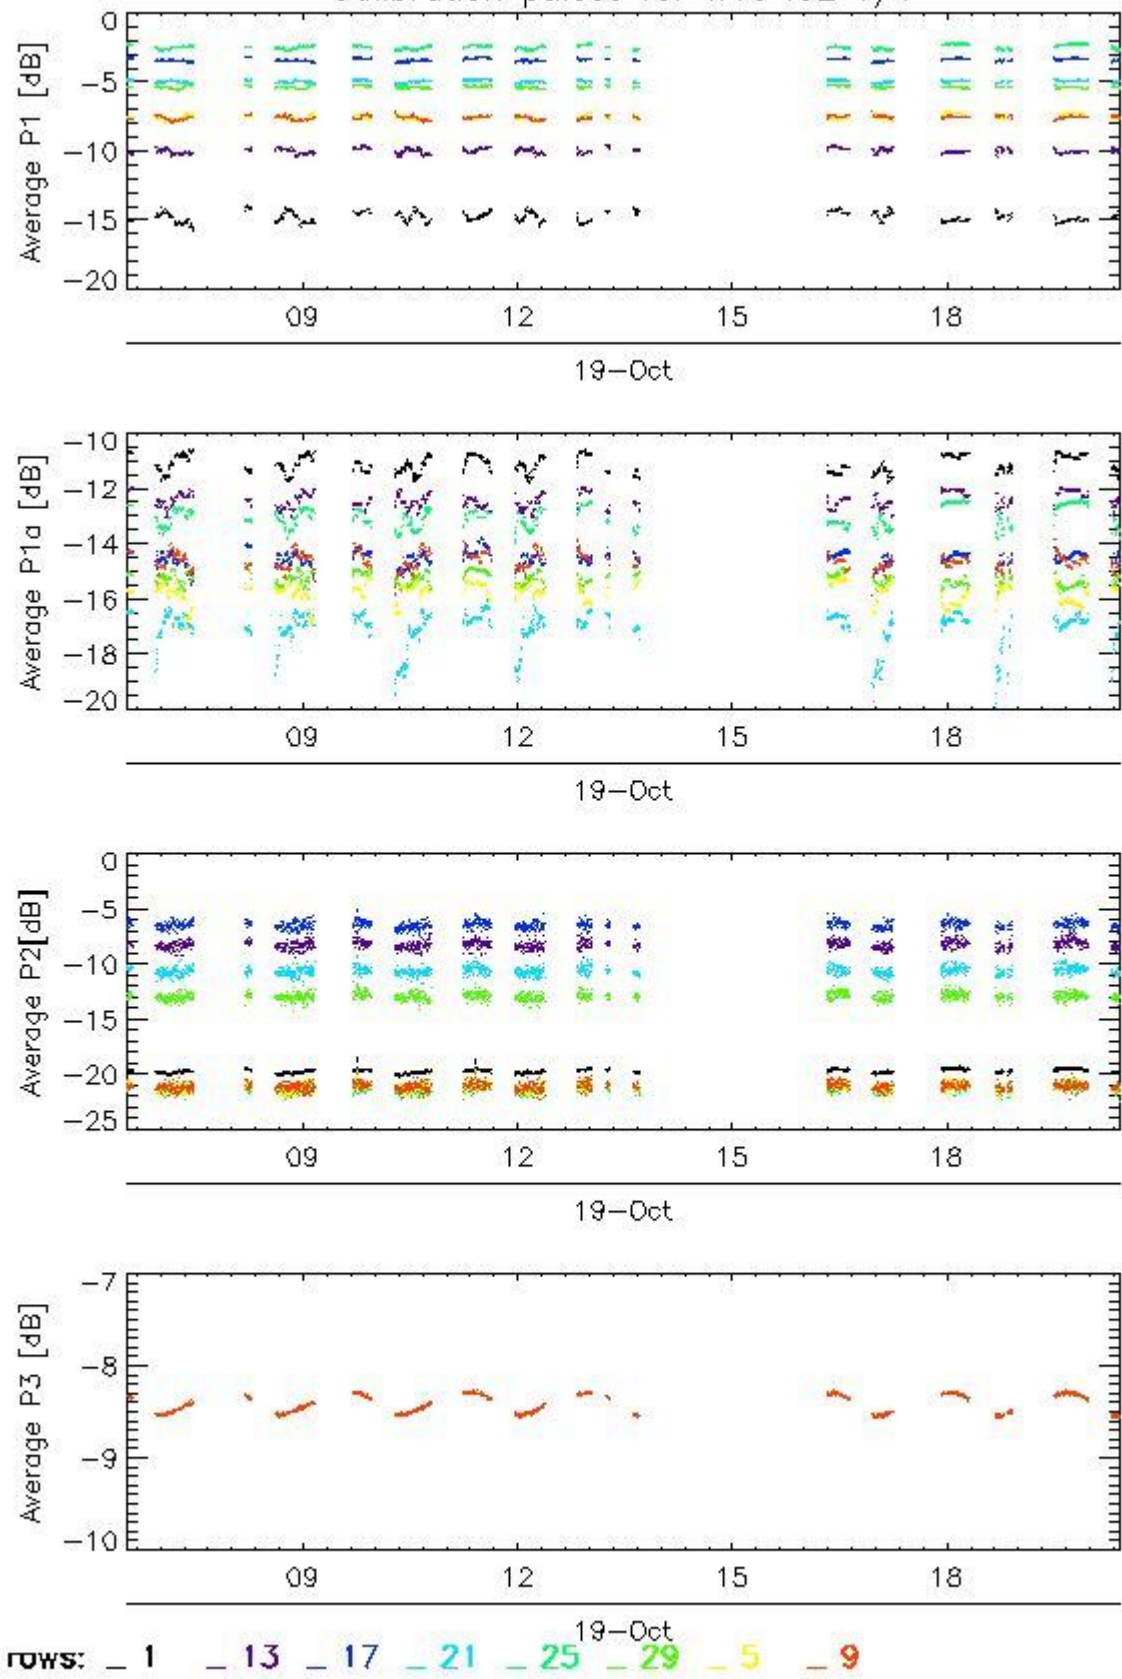 0
−5
−10
−15
−20
Average P1 [dB]
09 12 15 18
19−Oct
−10
−12
−14
−16
−18
−20
Average P1a [dB]
09 12 15 18
19−Oct
0
−5
−10
−15
−20
−25
Average P2[dB]
09 12 15 18
19−Oct
−7
−8
−9
−10
Average P3 [dB]
09 12 15 18
19−Oct
rows: _ 1 _ 13 _ 17 _ 21 _ 25 _ 29 _ 5 _ 9